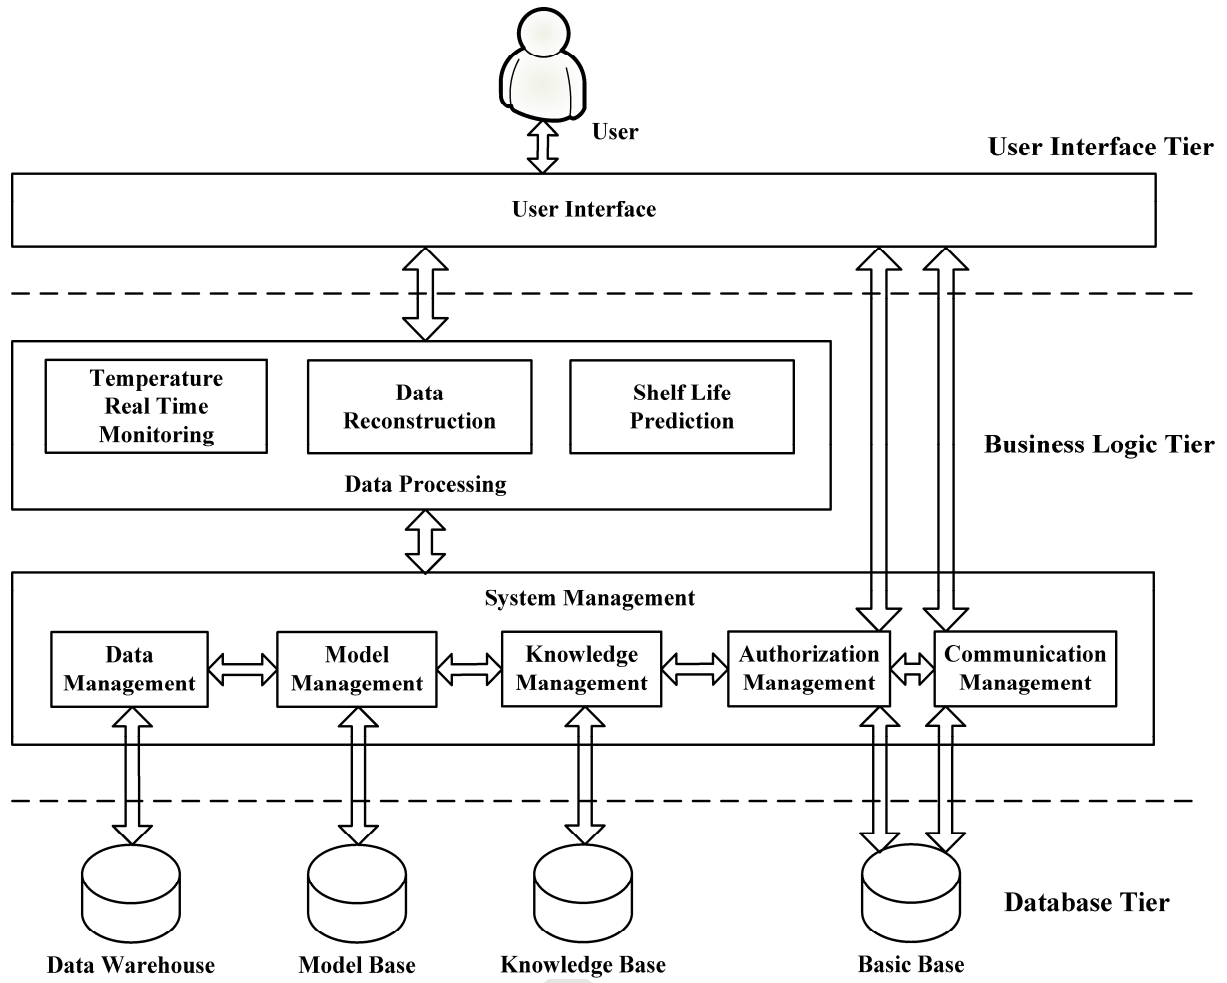 User
User Interface Tier
User Interface
Temperature
Real Time
Monitoring
Data
Reconstruction
Shelf Life
Prediction
Business Logic Tier
Data Processing
System Management
Data
Management
Model
Management
Knowledge
Management
Authorization
Management
Communication
Management
Database Tier
Data Warehouse
Model Base
Knowledge Base
Basic Base